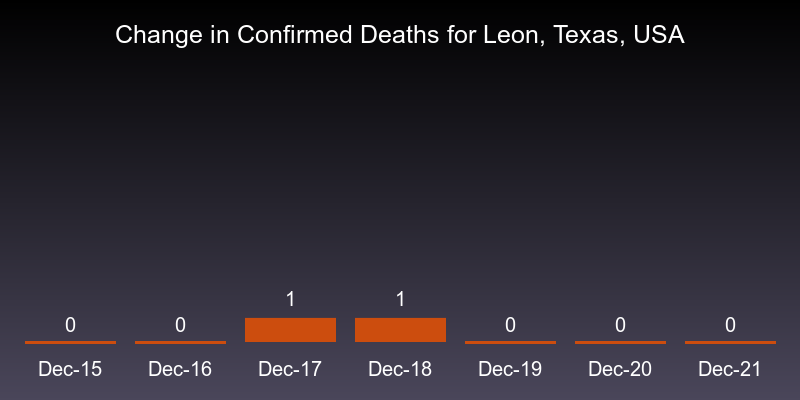 Change in Confirmed Deaths for Leon, Texas, USA
0 0 1 1 0 0 0
Dec-15 Dec-16 Dec-17 Dec-18 Dec-19 Dec-20 Dec-21